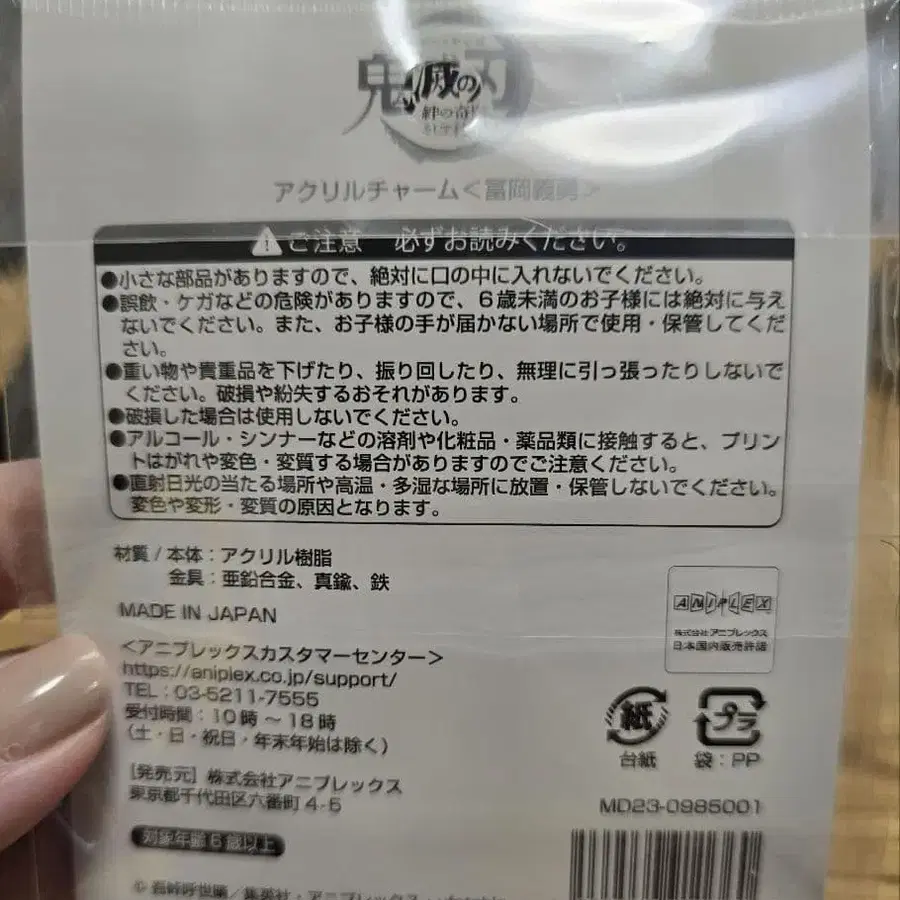 鬼滅の刃
絆の奇跡
アクリルチャーム＜冨岡義勇＞
ご注意　必ずお読みください。
●小さな部品がありますので、絶対に口の中に入れないでください。
●誤飲・ケガなどの危険がありますので、6歳未満のお子様には絶対に与え
ないでください。また、お子様の手が届かない場所で使用・保管してくだ
さい。
●重い物や貴重品を下げたり、振り回したり、無理に引っ張ったりしないで
ください。破損や紛失するおそれがあります。
●破損した場合は使用しないでください。
●アルコール・シンナーなどの溶剤や化粧品・薬品類に接触すると、プリン
トはがれや変色・変質する場合がありますのでご注意ください。
●直射日光の当たる場所や高温・多湿な場所に放置・保管しないでください。
変色や変形・変質の原因となります。
材質 / 本体：アクリル樹脂
金具：亜鉛合金、真鍮、鉄
MADE IN JAPAN
＜アニプレックスカスタマーセンター＞
https://aniplex.co.jp/support/
TEL：03-5211-7555
受付時間：10時～18時
（土・日・祝日・年末年始は除く）
[発売元] 株式会社アニプレックス
東京都千代田区六番町 4-5
対象年齢6歳以上
© 吾峠呼世晴／集英社・アニプレックス・
ANIPLEX
株式会社アニプレックス
日本国内販売許諾
紙
台紙
プラ
袋：PP
MD23-0985001